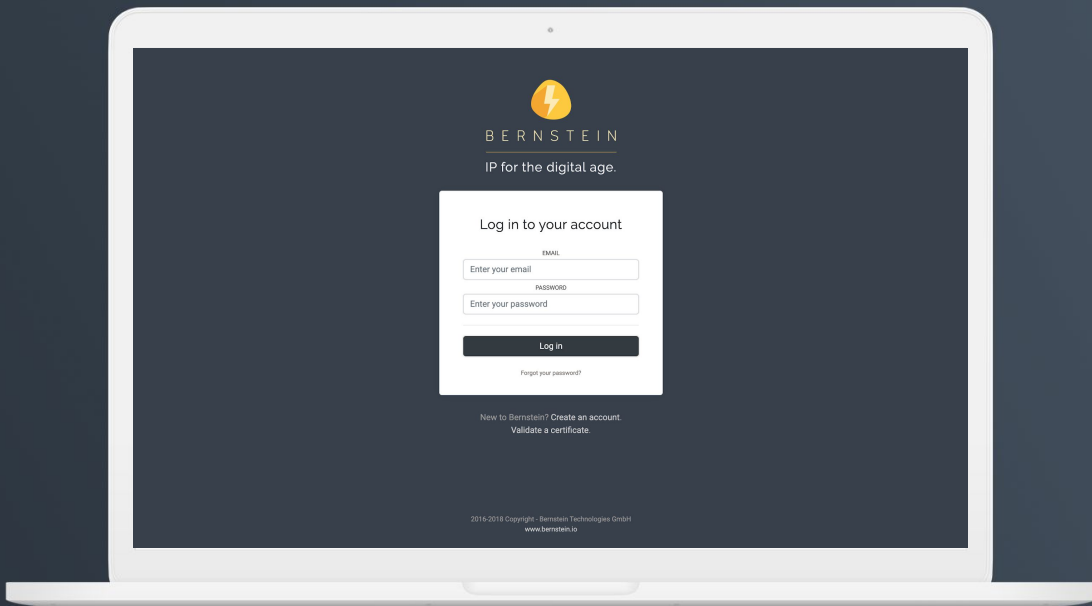 BERNSTEIN
IP for the digital age.
Log in to your account
EMAIL
Enter your email
PASSWORD
Enter your password
Log in
Forgot your password?
New to Bernstein? Create an account.
Validate a certificate.
2016-2018 Copyright - Bernstein Technologies GmbH
www.bernstein.io